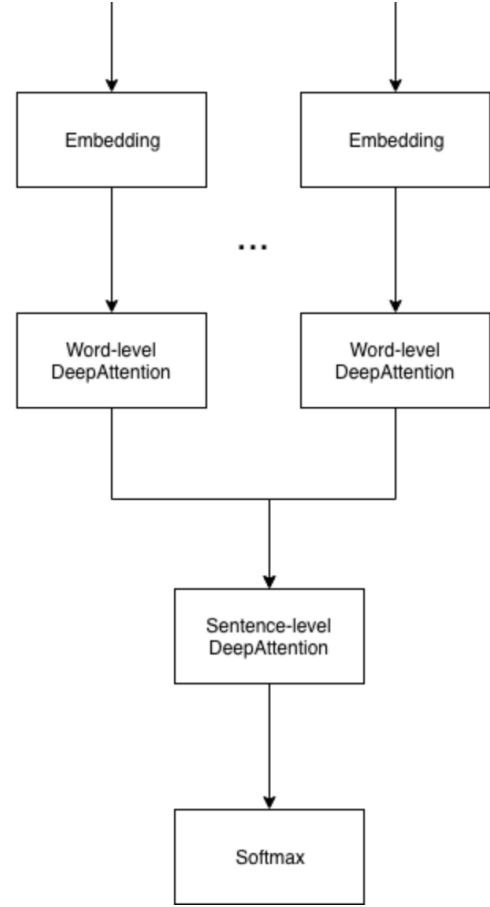 Embedding
Embedding
...
Word-level
DeepAttention
Word-level
DeepAttention
Sentence-level
DeepAttention
Softmax